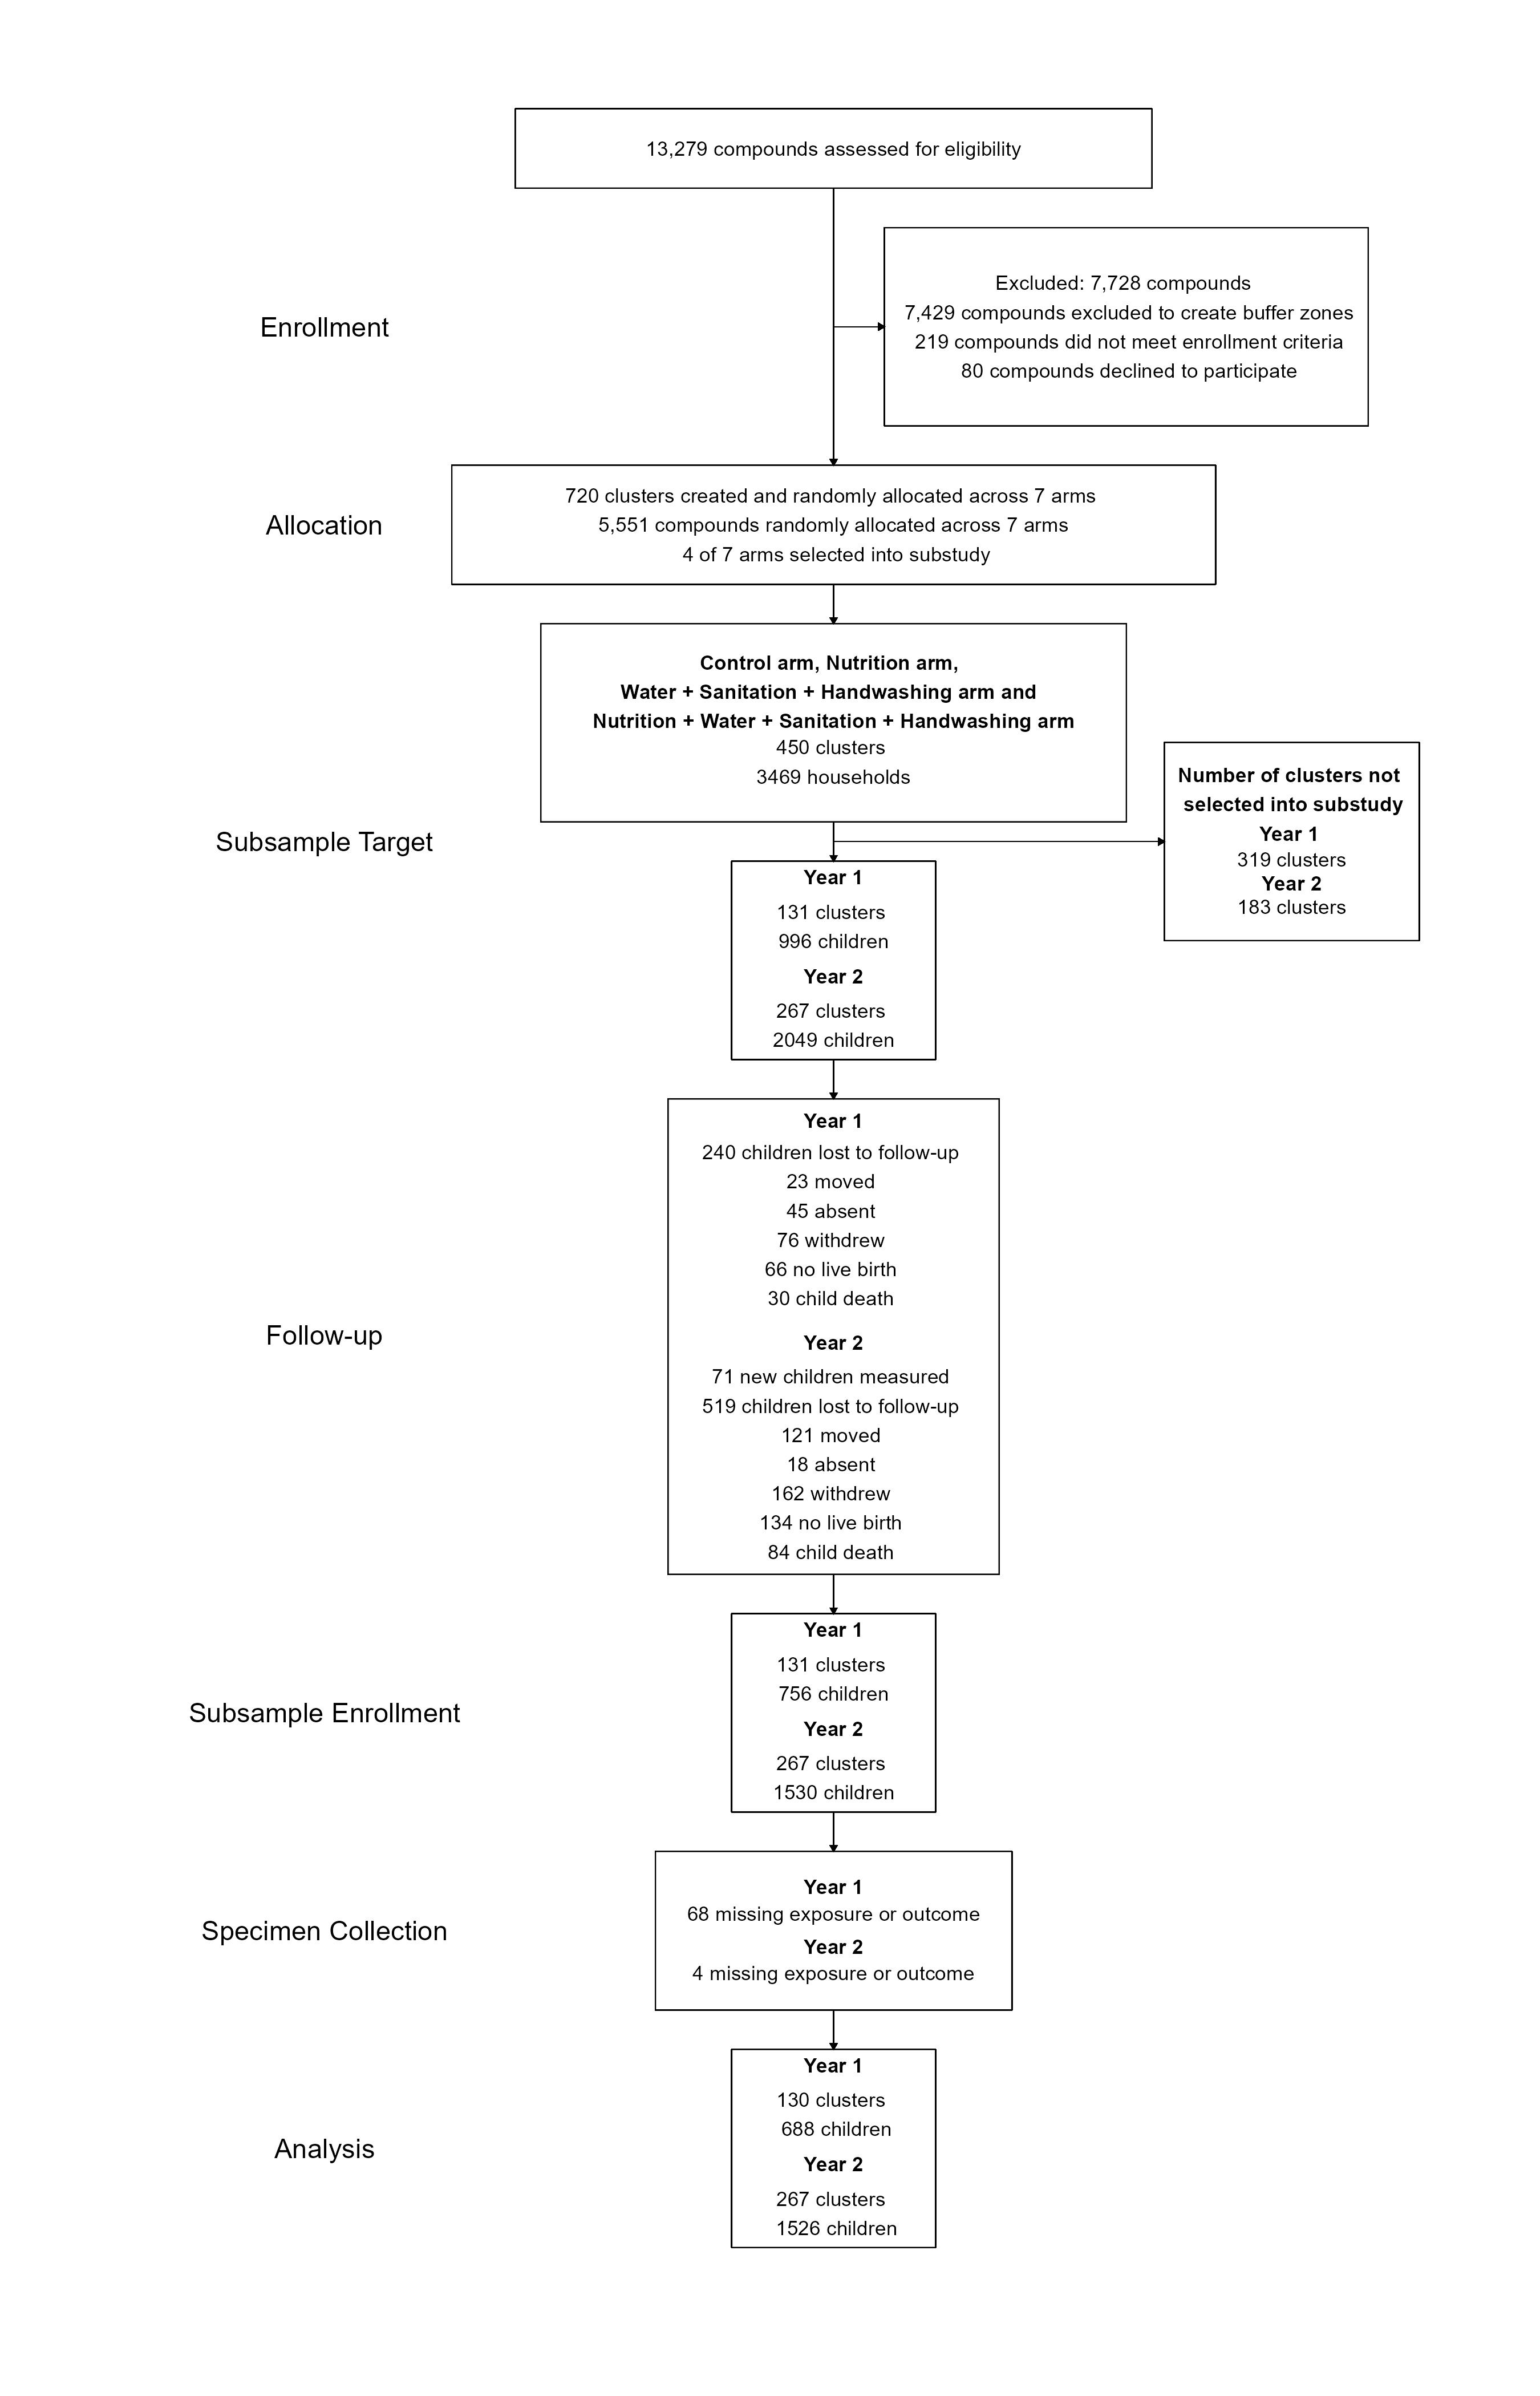 13,279 compounds assessed for eligibility
Enrollment
Excluded: 7,728 compounds
7,429 compounds excluded to create buffer zones
219 compounds did not meet enrollment criteria
80 compounds declined to participate
Allocation
720 clusters created and randomly allocated across 7 arms
5,551 compounds randomly allocated across 7 arms
4 of 7 arms selected into substudy
Control arm, Nutrition arm,
Water + Sanitation + Handwashing arm and
Nutrition + Water + Sanitation + Handwashing arm
450 clusters
3469 households
Subsample Target
Number of clusters not
selected into substudy
Year 1
319 clusters
Year 2
183 clusters
Year 1
131 clusters
996 children
Year 2
267 clusters
2049 children
Follow-up
Year 1
240 children lost to follow-up
23 moved
45 absent
76 withdrew
66 no live birth
30 child death
Year 2
71 new children measured
519 children lost to follow-up
121 moved
18 absent
162 withdrew
134 no live birth
84 child death
Subsample Enrollment
Year 1
131 clusters
756 children
Year 2
267 clusters
1530 children
Specimen Collection
Year 1
68 missing exposure or outcome
Year 2
4 missing exposure or outcome
Analysis
Year 1
130 clusters
688 children
Year 2
267 clusters
1526 children